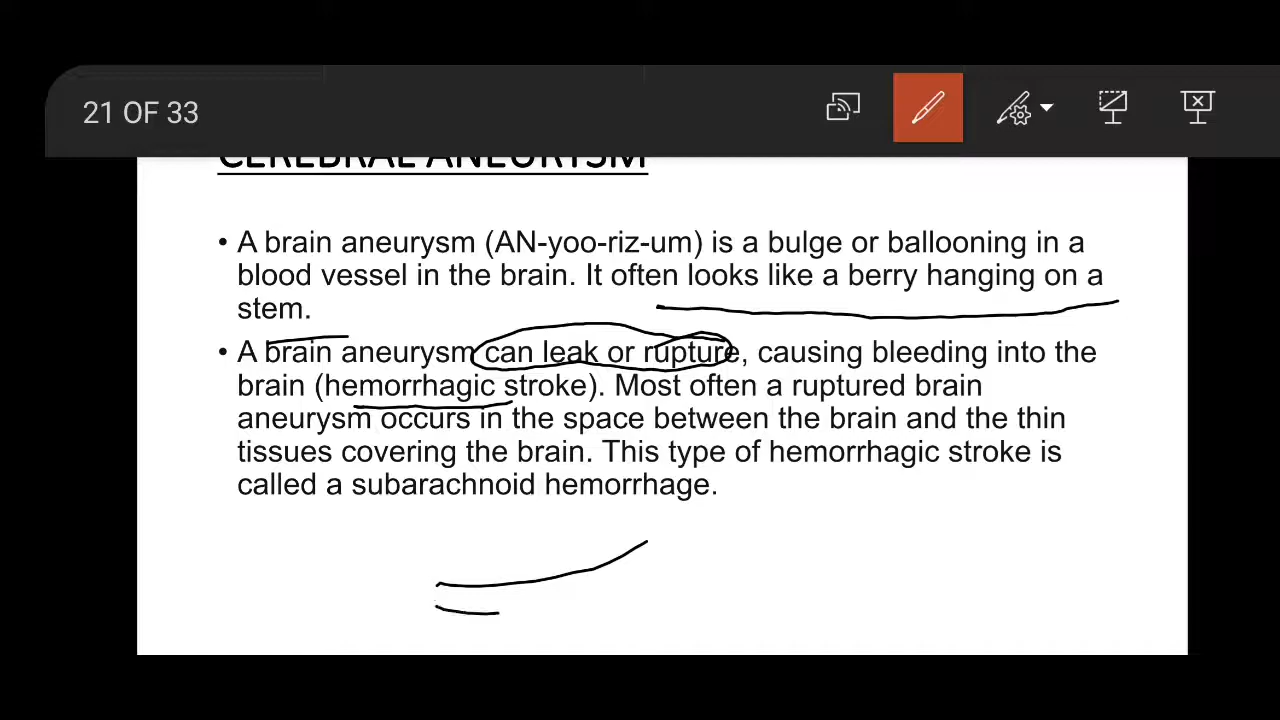 21 OF 33
CEREBRAL ANEURYSM
• A brain aneurysm (AN-yoo-riz-um) is a bulge or ballooning in a
blood vessel in the brain. It often looks like a berry hanging on a
stem.
• A brain aneurysm can leak or rupture, causing bleeding into the
brain (hemorrhagic stroke). Most often a ruptured brain
aneurysm occurs in the space between the brain and the thin
tissues covering the brain. This type of hemorrhagic stroke is
called a subarachnoid hemorrhage.